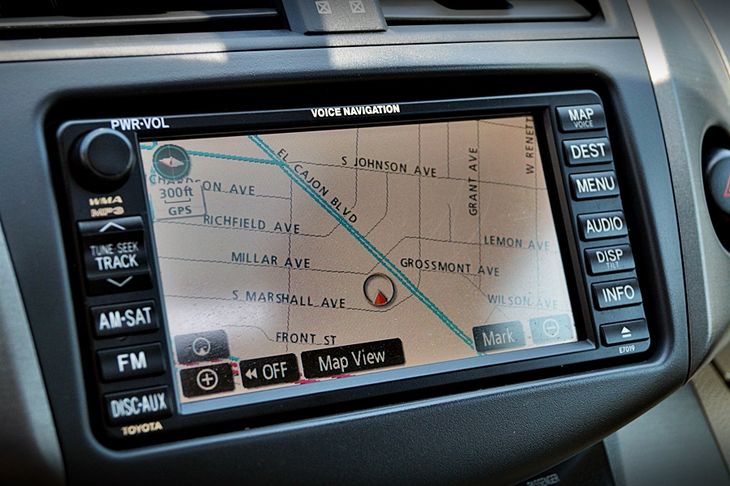 VOICE NAVIGATION
PWR·VOL
WMA
MP3
TUNE·SEEK
TRACK
AM·SAT
FM
DISC·AUX
TOYOTA
300ft
GPS
EL CAJON BLVD
S JOHNSON AVE
GRANT AVE
ON AVE
RICHFIELD AVE
MILLAR AVE
LEMON AVE
GROSSMONT AVE
S MARSHALL AVE
WILSON AVE
FRONT ST
OFF
Map View
Mark
MAP
VOICE
DEST
MENU
AUDIO
DISP
TILT
INFO
E7019
PASSENGER